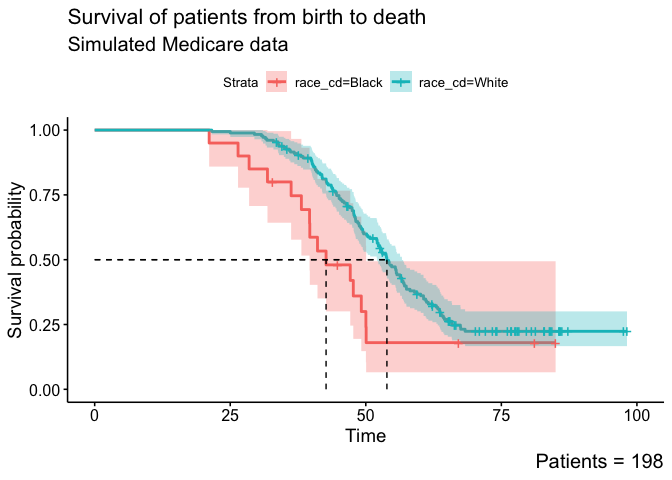 Survival of patients from birth to death
Simulated Medicare data
Strata race_cd=Black race_cd=White
1.00
0.75
0.50
0.25
0.00
Survival probability
0 25 50 75 100
Time
Patients = 198